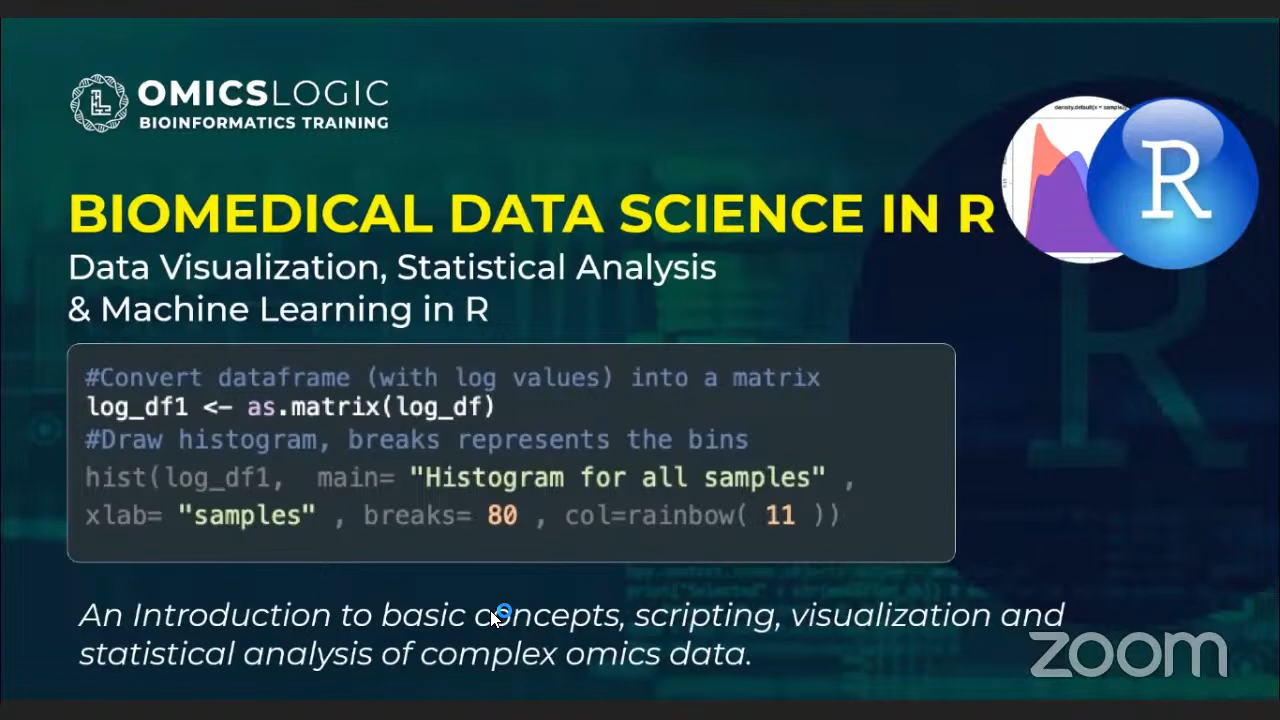 OMICSLOGIC
BIOINFORMATICS TRAINING
BIOMEDICAL DATA SCIENCE IN R
Data Visualization, Statistical Analysis
& Machine Learning in R
#Convert dataframe (with log values) into a matrix
log_df1 <- as.matrix(log_df)
#Draw histogram, breaks represents the bins
hist(log_df1,  main= "Histogram for all samples" ,
xlab= "samples" , breaks= 80 , col=rainbow( 11 ))
An Introduction to basic concepts, scripting, visualization and
statistical analysis of complex omics data.
R
R
zoom